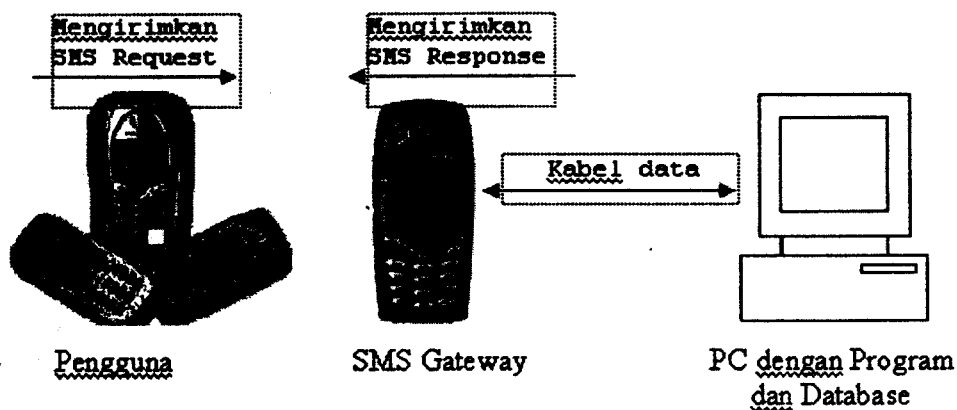 Mengirimkan
SMS Request
Mengirimkan
SMS Response
Kabel data
Pengguna
SMS Gateway
PC dengan Program
dan Database